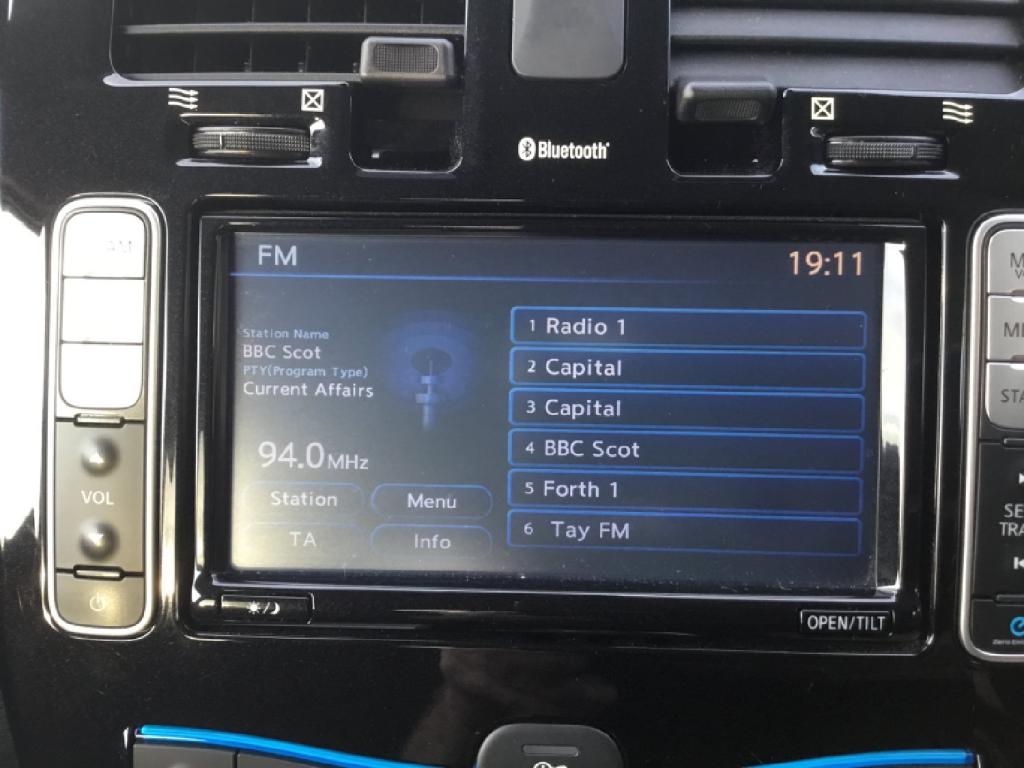 Bluetooth
AM
FM
19:11
Station Name
BBC Scot
PTY(Program Type)
Current Affairs
94.0MHz
Station
Menu
TA
Info
1 Radio 1
2 Capital
3 Capital
4 BBC Scot
5 Forth 1
6 Tay FM
VOL
OPEN/TILT